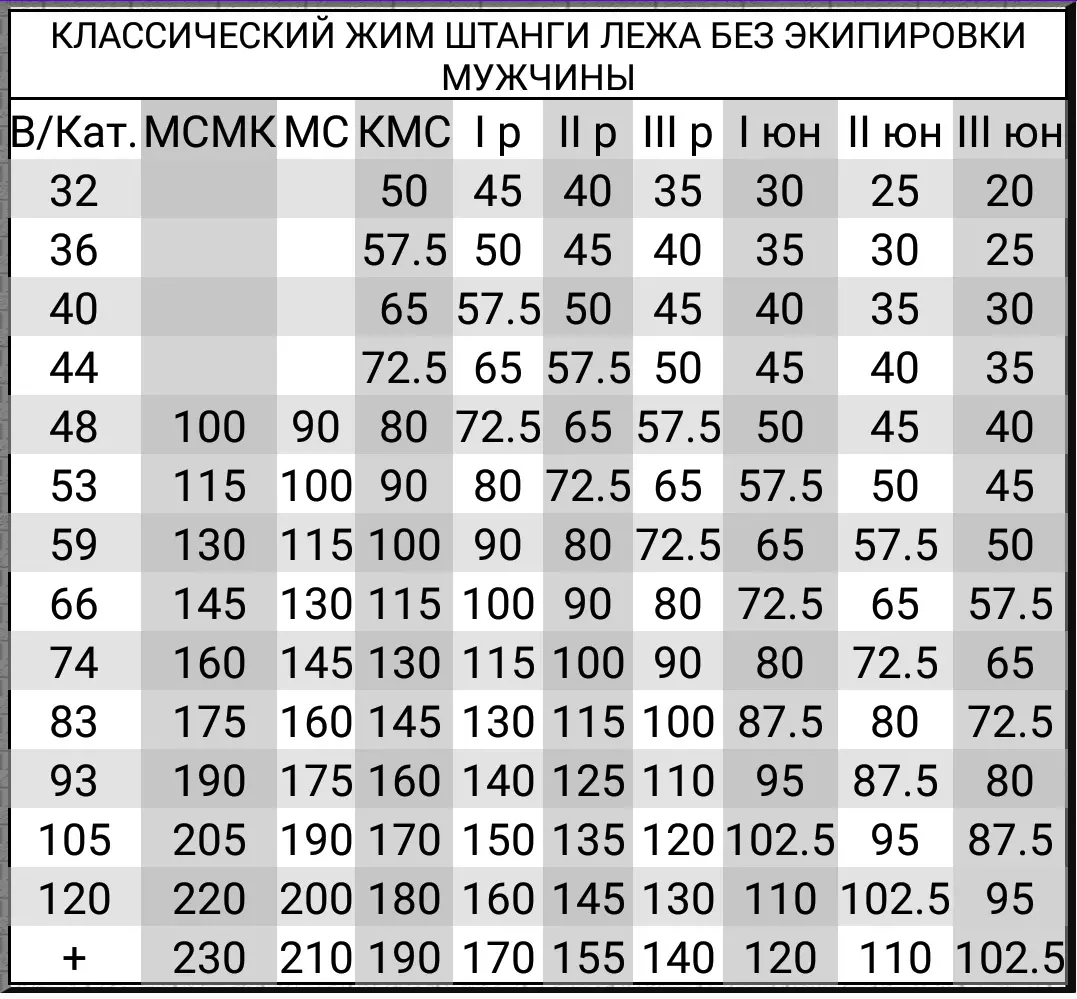 КЛАССИЧЕСКИЙ ЖИМ ШТАНГИ ЛЕЖА БЕЗ ЭКИПИРОВКИ
МУЖЧИНЫ
В/Кат. МСМК МС КМС I р II р III р I юн II юн III юн
32 50 45 40 35 30 25 20
36 57.5 50 45 40 35 30 25
40 65 57.5 50 45 40 35 30
44 72.5 65 57.5 50 45 40 35
48 100 90 80 72.5 65 57.5 50 45 40
53 115 100 90 80 72.5 65 57.5 50 45
59 130 115 100 90 80 72.5 65 57.5 50
66 145 130 115 100 90 80 72.5 65 57.5
74 160 145 130 115 100 90 80 72.5 65
83 175 160 145 130 115 100 87.5 80 72.5
93 190 175 160 140 125 110 95 87.5 80
105 205 190 170 150 135 120 102.5 95 87.5
120 220 200 180 160 145 130 110 102.5 95
+ 230 210 190 170 155 140 120 110 102.5